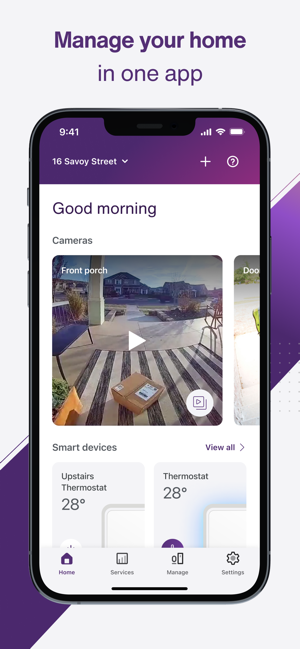 Manage your home
in one app
9:41
16 Savoy Street
Good morning
Cameras
Front porch
Doo
Smart devices
View all
Upstairs
Thermostat
28°
Thermostat
28°
Home
Services
Manage
Settings